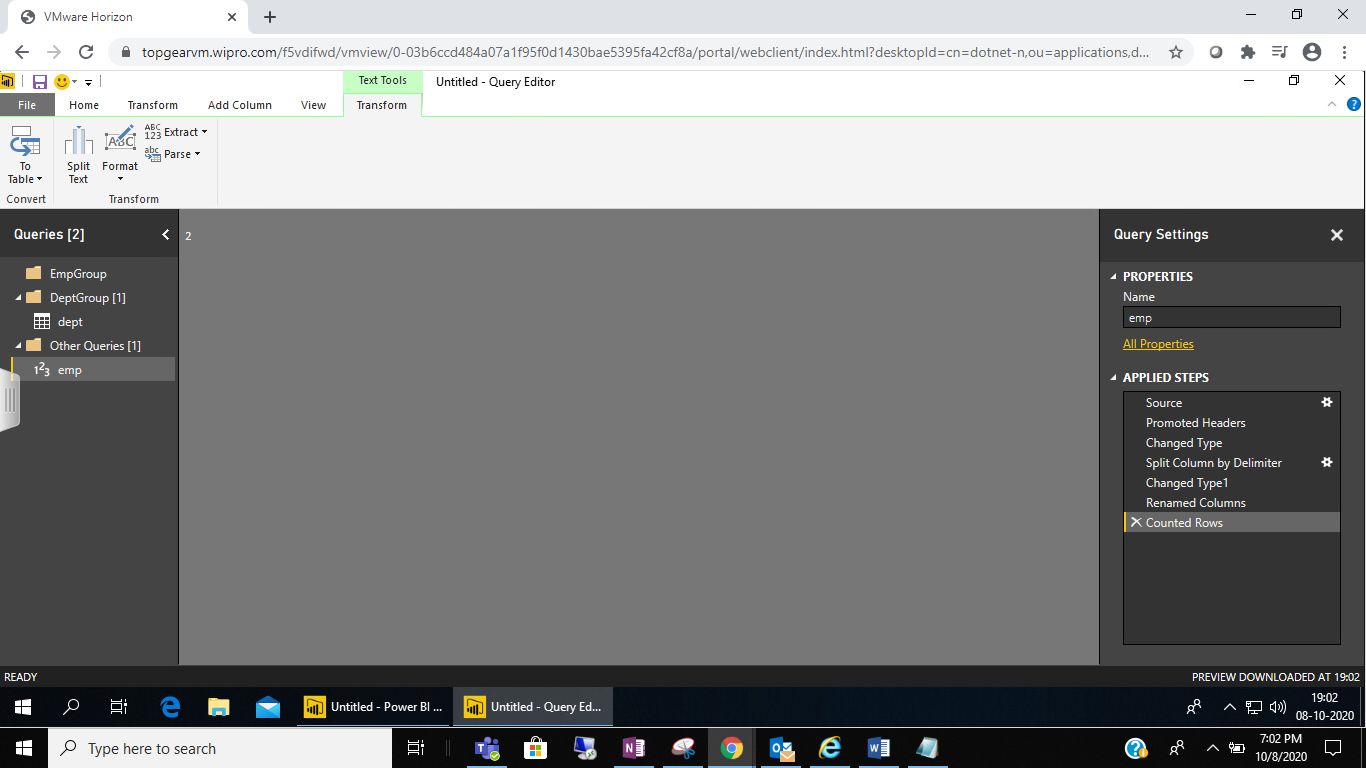 VMware Horizon
topgearvm.wipro.com/f5vdifwd/vmview/0-03b6ccd484a07a1f95f0d1430bae5395fa42cf8a/portal/webclient/index.html?desktopId=cn=dotnet-n,ou=applications,d...
Text Tools
Untitled - Query Editor
File Home Transform Add Column View Transform
To Table
Split Text
Format
ABC
ABC 123 Extract
abc Parse
Convert
Transform
Queries [2]
2
EmpGroup
DeptGroup [1]
dept
Other Queries [1]
123 emp
Query Settings
PROPERTIES
Name
emp
All Properties
APPLIED STEPS
Source
Promoted Headers
Changed Type
Split Column by Delimiter
Changed Type1
Renamed Columns
Counted Rows
READY
PREVIEW DOWNLOADED AT 19:02
Untitled - Power BI ...
Untitled - Query Ed...
19:02
08-10-2020
Type here to search
7:02 PM
10/8/2020